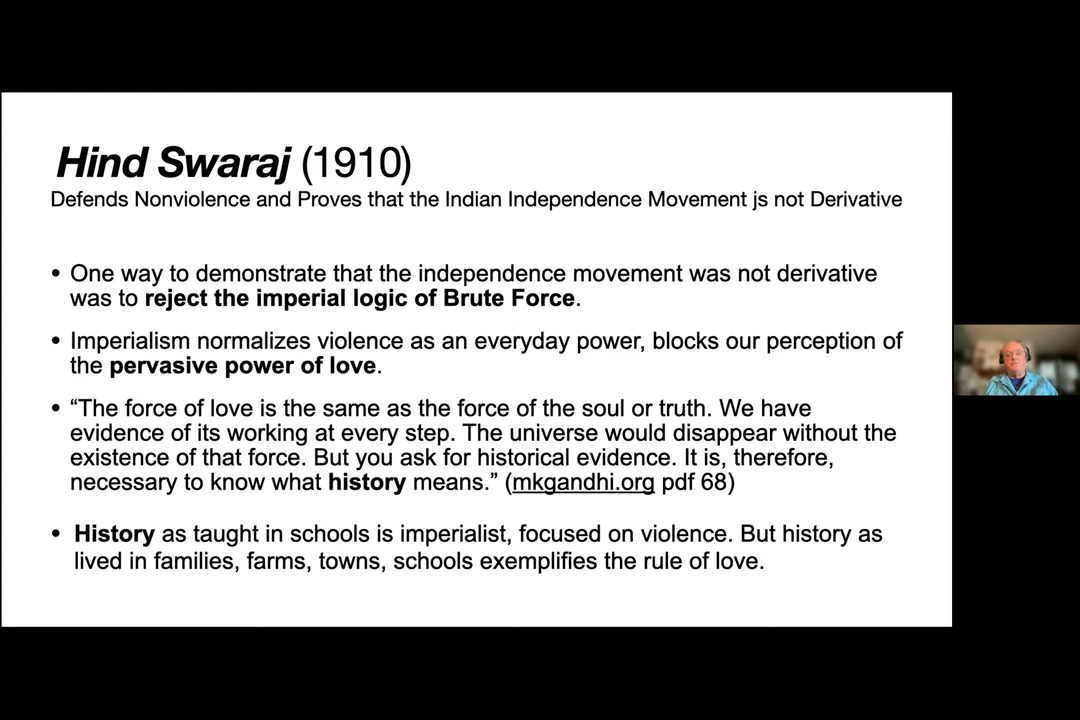 Hind Swaraj (1910)
Defends Nonviolence and Proves that the Indian Independence Movement js not Derivative
• One way to demonstrate that the independence movement was not derivative
was to reject the imperial logic of Brute Force.
• Imperialism normalizes violence as an everyday power, blocks our perception of
the pervasive power of love.
• “The force of love is the same as the force of the soul or truth. We have
evidence of its working at every step. The universe would disappear without the
existence of that force. But you ask for historical evidence. It is, therefore,
necessary to know what history means.” (mkgandhi.org pdf 68)
• History as taught in schools is imperialist, focused on violence. But history as
lived in families, farms, towns, schools exemplifies the rule of love.